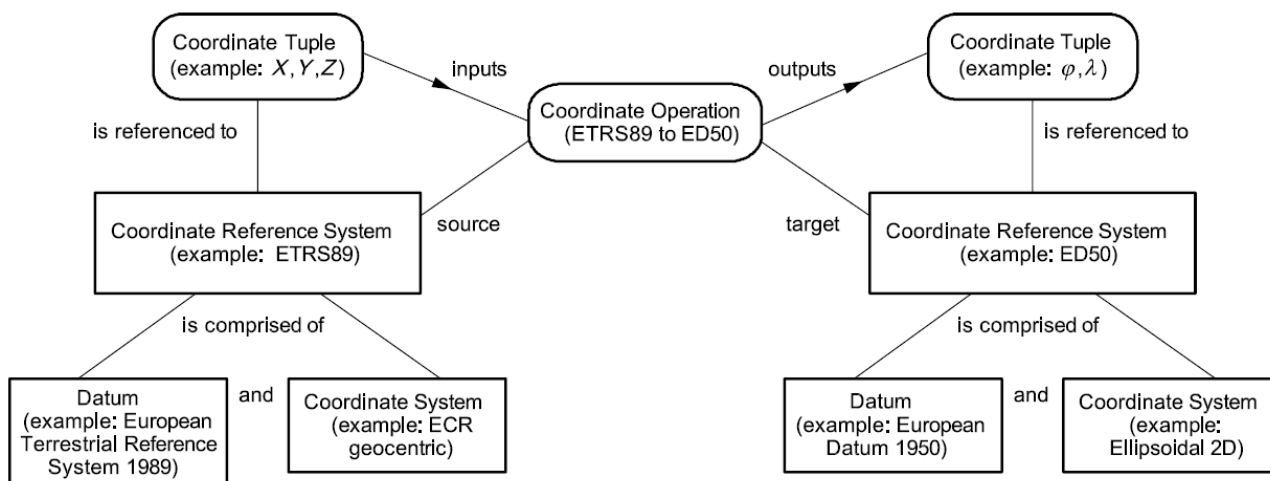 Coordinate Tuple
(example: X,Y,Z)
inputs
outputs
Coordinate Tuple
(example: φ,λ)
Coordinate Operation
(ETRS89 to ED50)
is referenced to
is referenced to
Coordinate Reference System
(example: ETRS89)
source
target
Coordinate Reference System
(example: ED50)
is comprised of
is comprised of
Datum
(example: European
Terrestrial Reference
System 1989)
and
Coordinate System
(example: ECR
geocentric)
Datum
(example: European
Datum 1950)
and
Coordinate System
(example:
Ellipsoidal 2D)